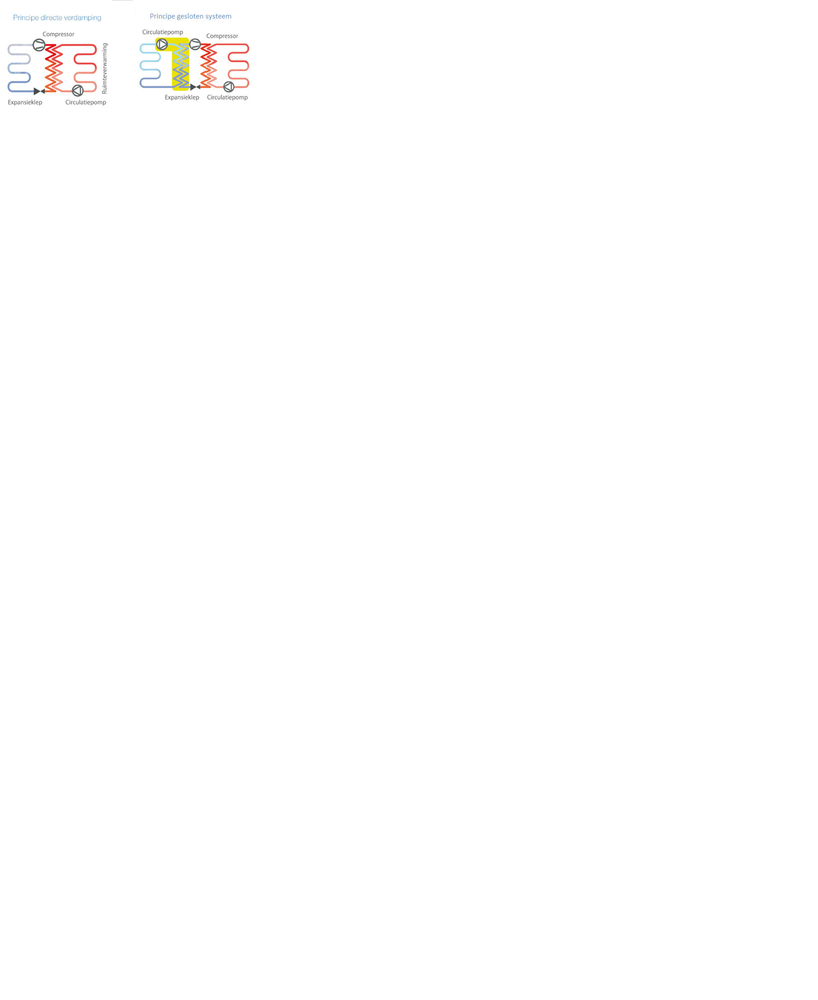 Principe directe verdamping
Compressor
Ruimteverwarming
Expansieklep
Circulatiepomp
Principe gesloten systeem
Circulatiepomp
Compressor
Expansieklep
Circulatiepomp